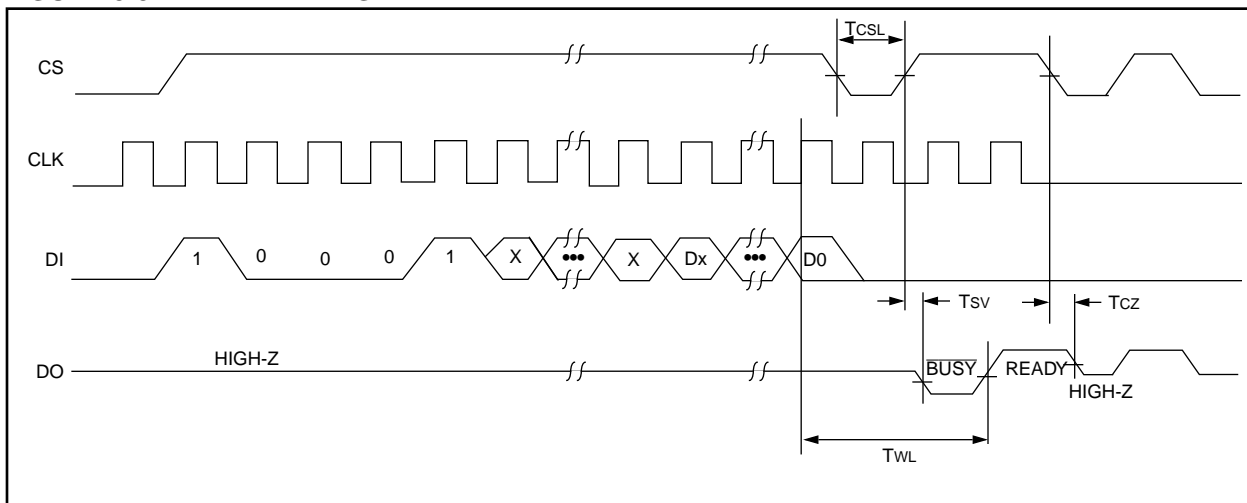 CS
TCSL
CLK
DI
1 0 0 0 1 X ••• X Dx ••• D0
TSV
TCZ
DO
HIGH-Z
BUSY
READY
HIGH-Z
TWL